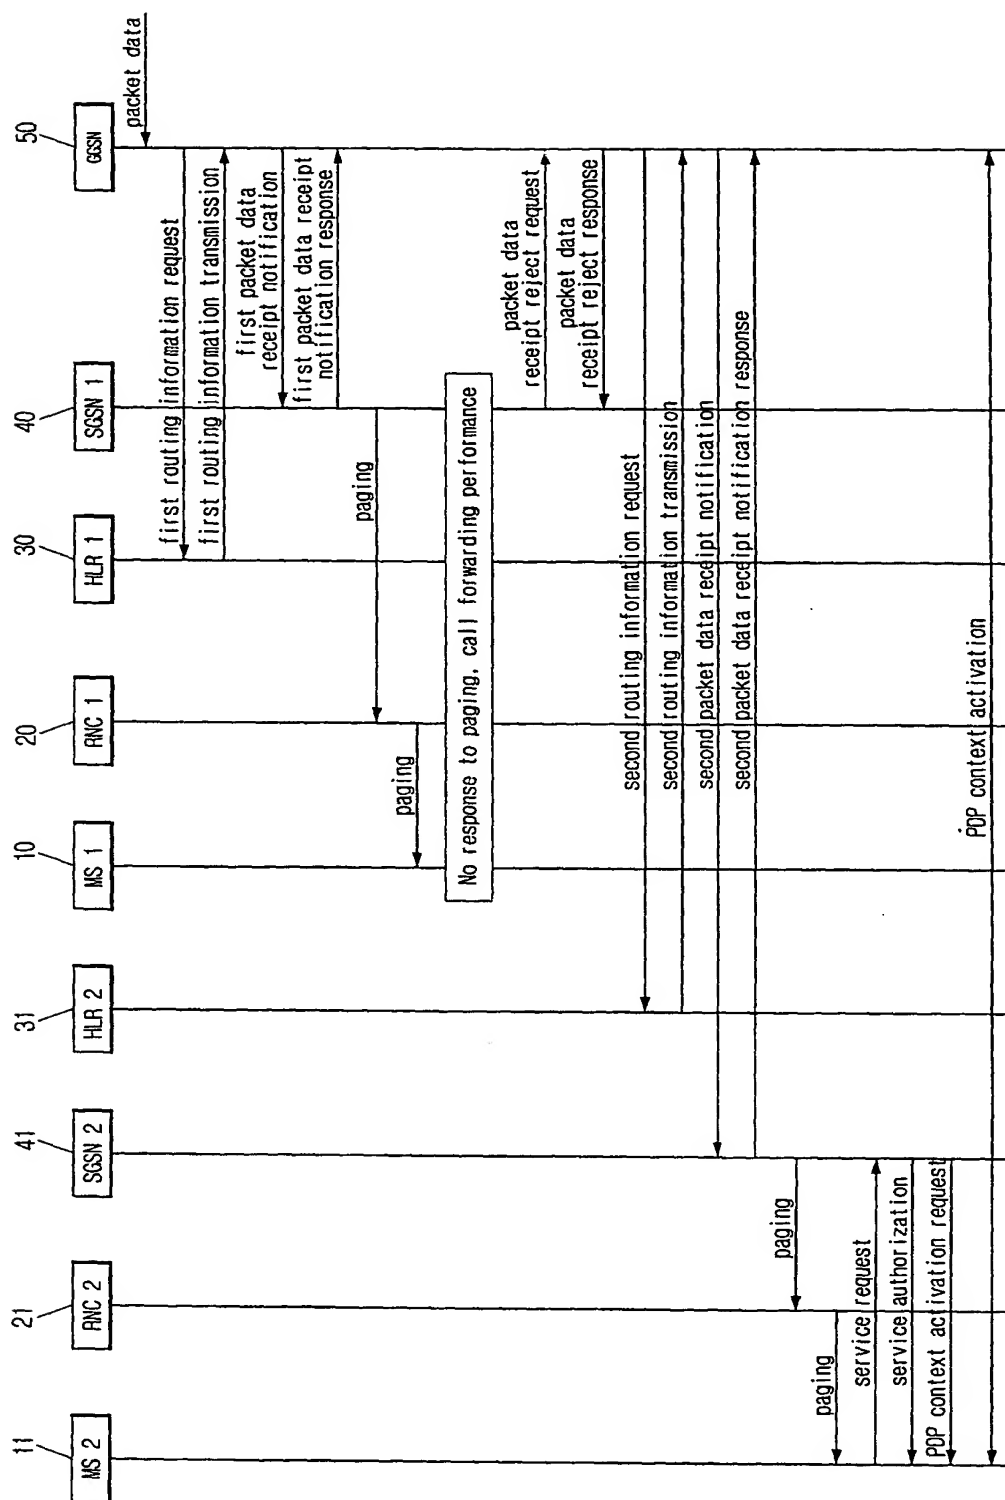 11
MS 2
21
RNC 2
41
SGSN 2
31
HLR 2
10
MS 1
20
RNC 1
30
HLR 1
40
SGSN 1
50
GGSN
packet data
first routing information request
first routing information transmission
first packet data
receipt notification
first packet data receipt
notification response
paging
paging
No response to paging, call forwarding performance
packet data
receipt reject request
packet data
receipt reject response
second routing information request
second routing information transmission
second packet data receipt notification
second packet data receipt notification response
paging
paging
service request
service authorization
PDP context activation request
PDP context activation